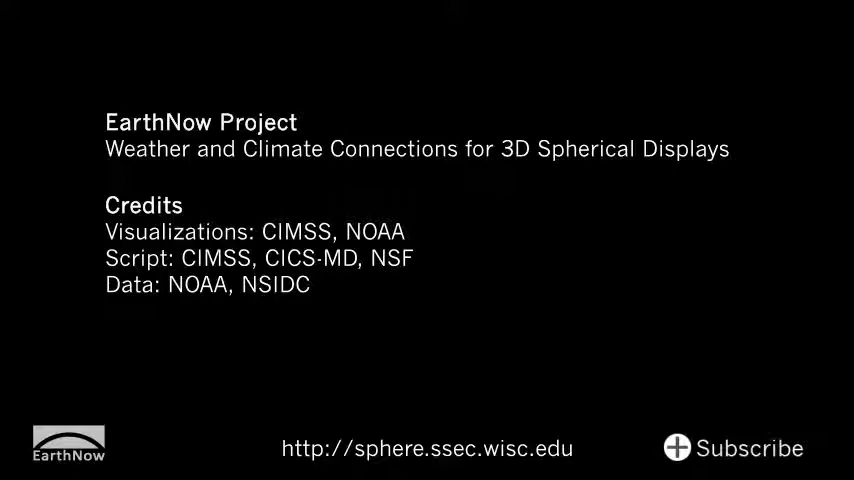 EarthNow Project
Weather and Climate Connections for 3D Spherical Displays
Credits
Visualizations: CIMSS, NOAA
Script: CIMSS, CICS-MD, NSF
Data: NOAA, NSIDC
EarthNow
http://sphere.ssec.wisc.edu
Subscribe